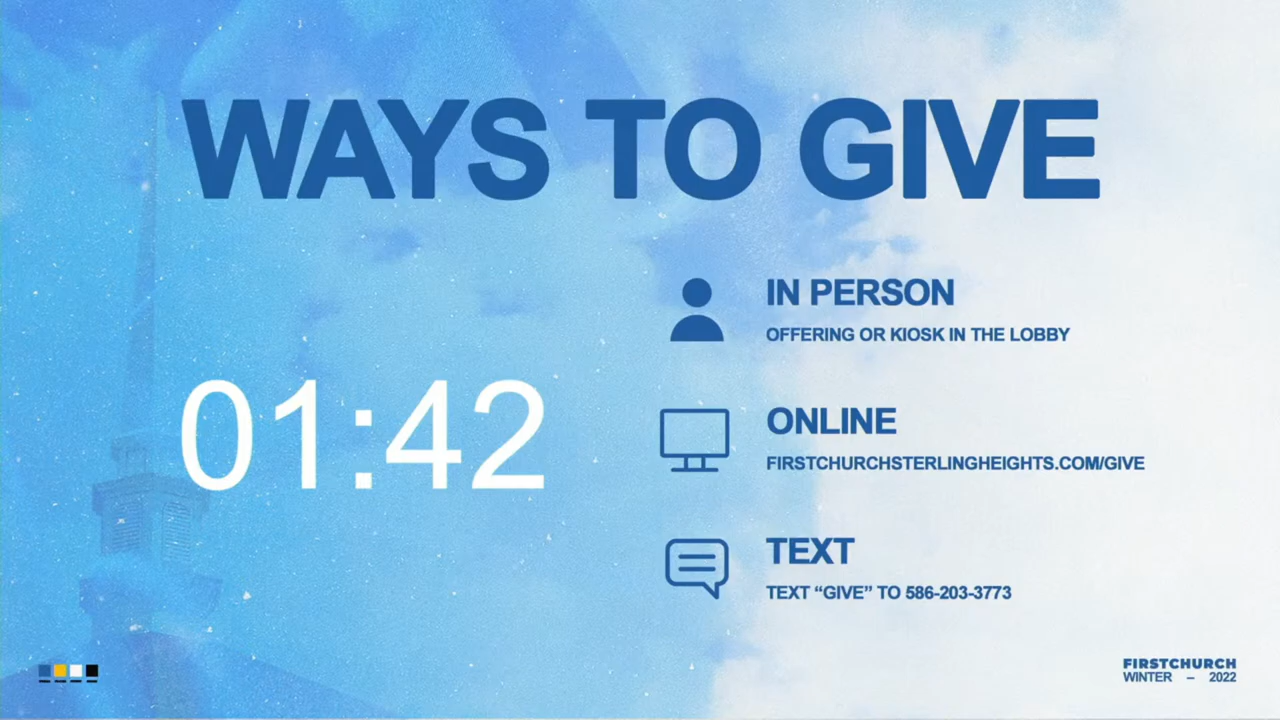 WAYS TO GIVE
01:42
IN PERSON
OFFERING OR KIOSK IN THE LOBBY
ONLINE
FIRSTCHURCHSTERLINGHEIGHTS.COM/GIVE
TEXT
TEXT “GIVE” TO 586-203-3773
FIRSTCHURCH
WINTER – 2022